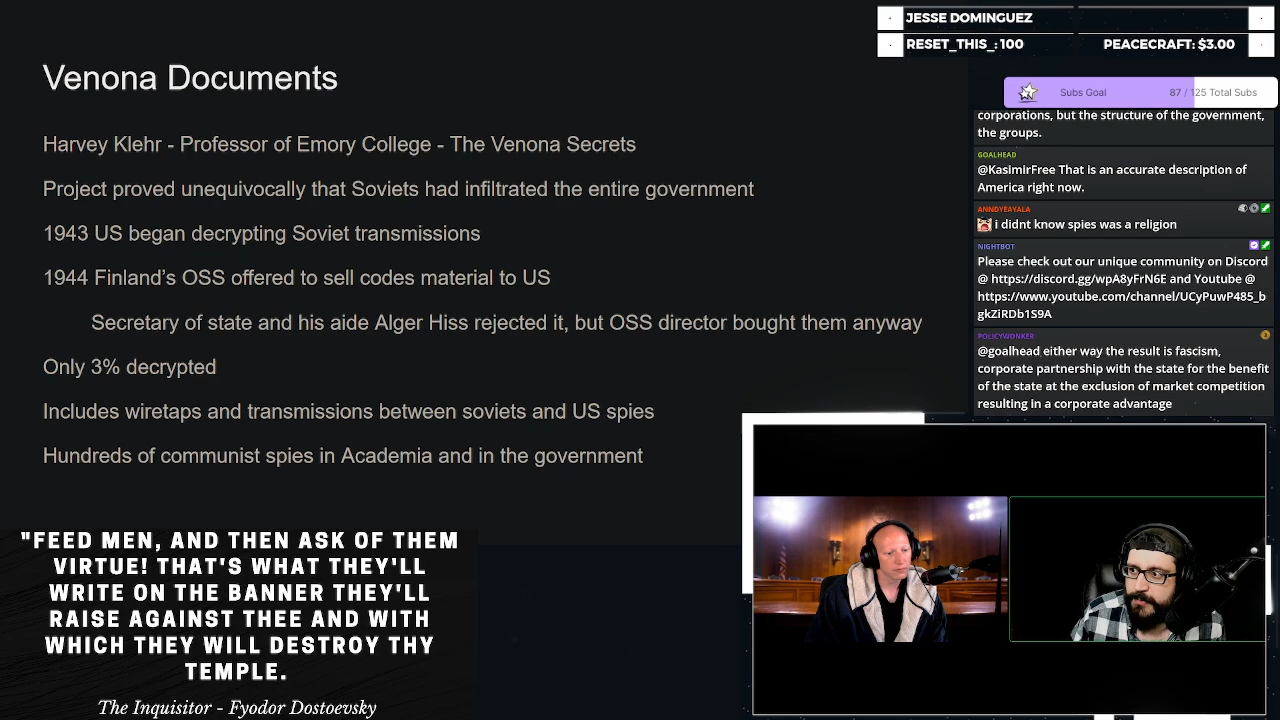 Venona Documents
Harvey Klehr - Professor of Emory College - The Venona Secrets
Project proved unequivocally that Soviets had infiltrated the entire government
1943 US began decrypting Soviet transmissions
1944 Finland’s OSS offered to sell codes material to US
Secretary of state and his aide Alger Hiss rejected it, but OSS director bought them anyway
Only 3% decrypted
Includes wiretaps and transmissions between soviets and US spies
Hundreds of communist spies in Academia and in the government
"FEED MEN, AND THEN ASK OF THEM
VIRTUE! THAT'S WHAT THEY'LL
WRITE ON THE BANNER THEY'LL
RAISE AGAINST THEE AND WITH
WHICH THEY WILL DESTROY THY
TEMPLE.
The Inquisitor - Fyodor Dostoevsky
JESSE DOMINGUEZ
RESET_THIS_: 100 PEACECRAFT: $3.00
Subs Goal 87 / 125 Total Subs
corporations, but the structure of the government,
the groups.
GOALHEAD
@KasimirFree That is an accurate description of
America right now.
ANNDYEAYALA
i didnt know spies was a religion
NIGHTBOT
Please check out our unique community on Discord
@ https://discord.gg/wpA8yFrN6E and Youtube @
https://www.youtube.com/channel/UCyPuwP485_b
gkZiRDb1S9A
POLICYWONKER
@goalhead either way the result is fascism,
corporate partnership with the state for the benefit
of the state at the exclusion of market competition
resulting in a corporate advantage